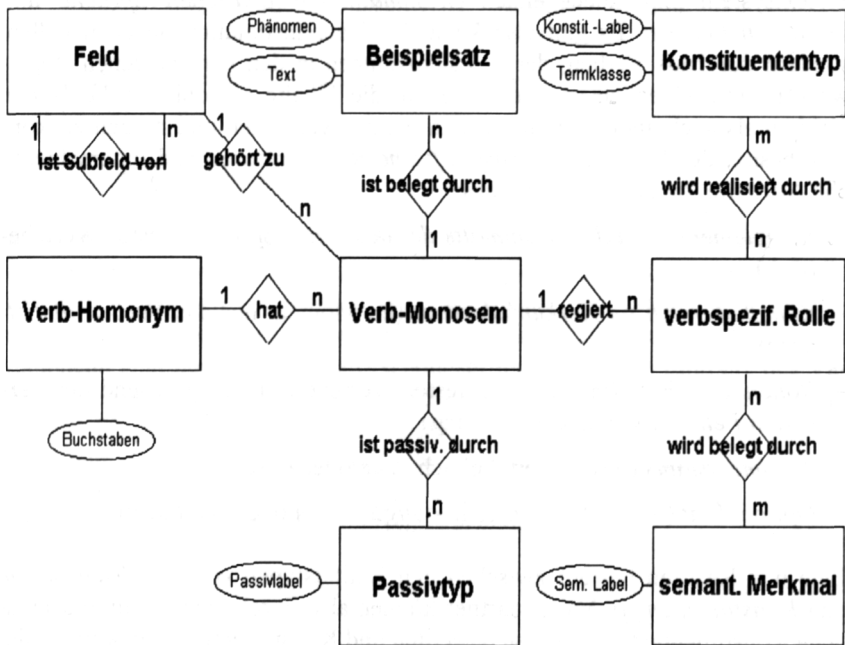 Feld
Phänomen
Text
Beispielsatz
Konstit.-Label
Termklasse
Konstituententyp
1
n
ist Subfeld von
1
gehört zu
n
n
ist belegt durch
1
m
wird realisiert durch
n
Verb-Homonym
1
hat
n
Verb-Monosem
1
regiert
n
verbspezif. Rolle
Buchstaben
1
ist passiv. durch
n
n
wird belegt durch
m
Passivlabel
Passivtyp
Sem. Label
semant. Merkmal